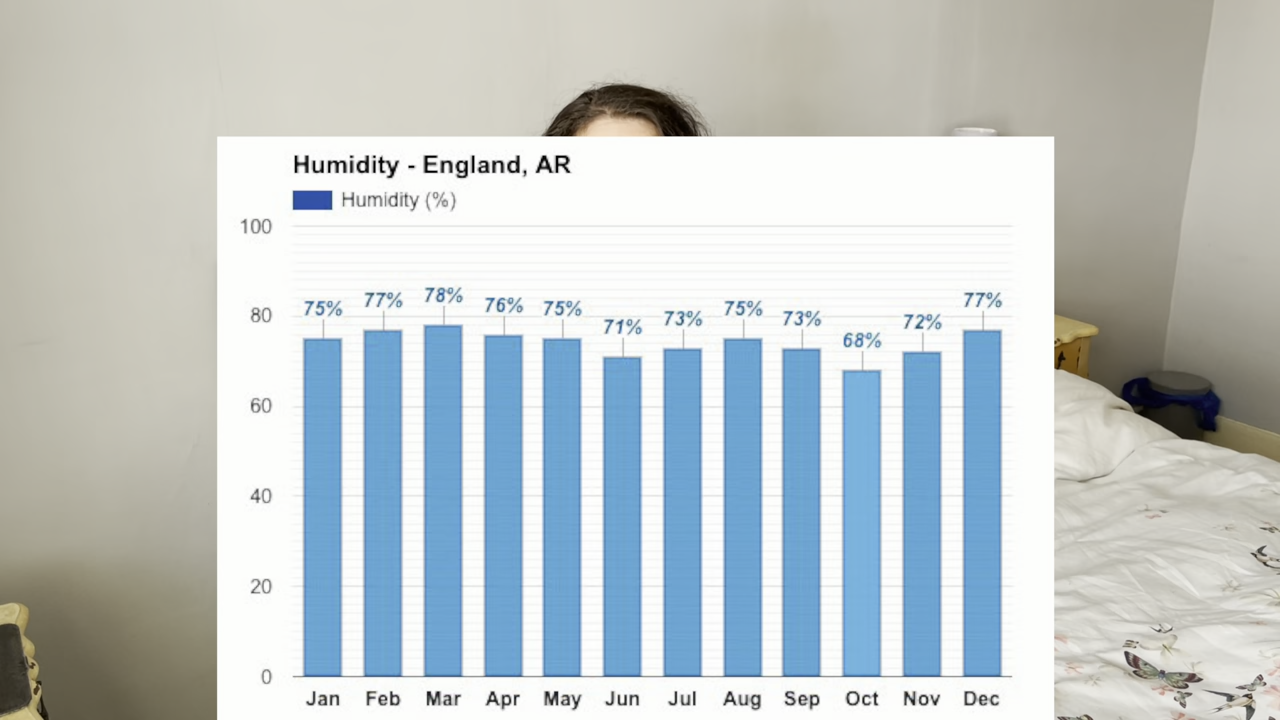 Humidity - England, AR
Humidity (%)
100
80
60
40
20
0
75% 77% 78% 76% 75% 71% 73% 75% 73% 68% 72% 77%
Jan Feb Mar Apr May Jun Jul Aug Sep Oct Nov Dec